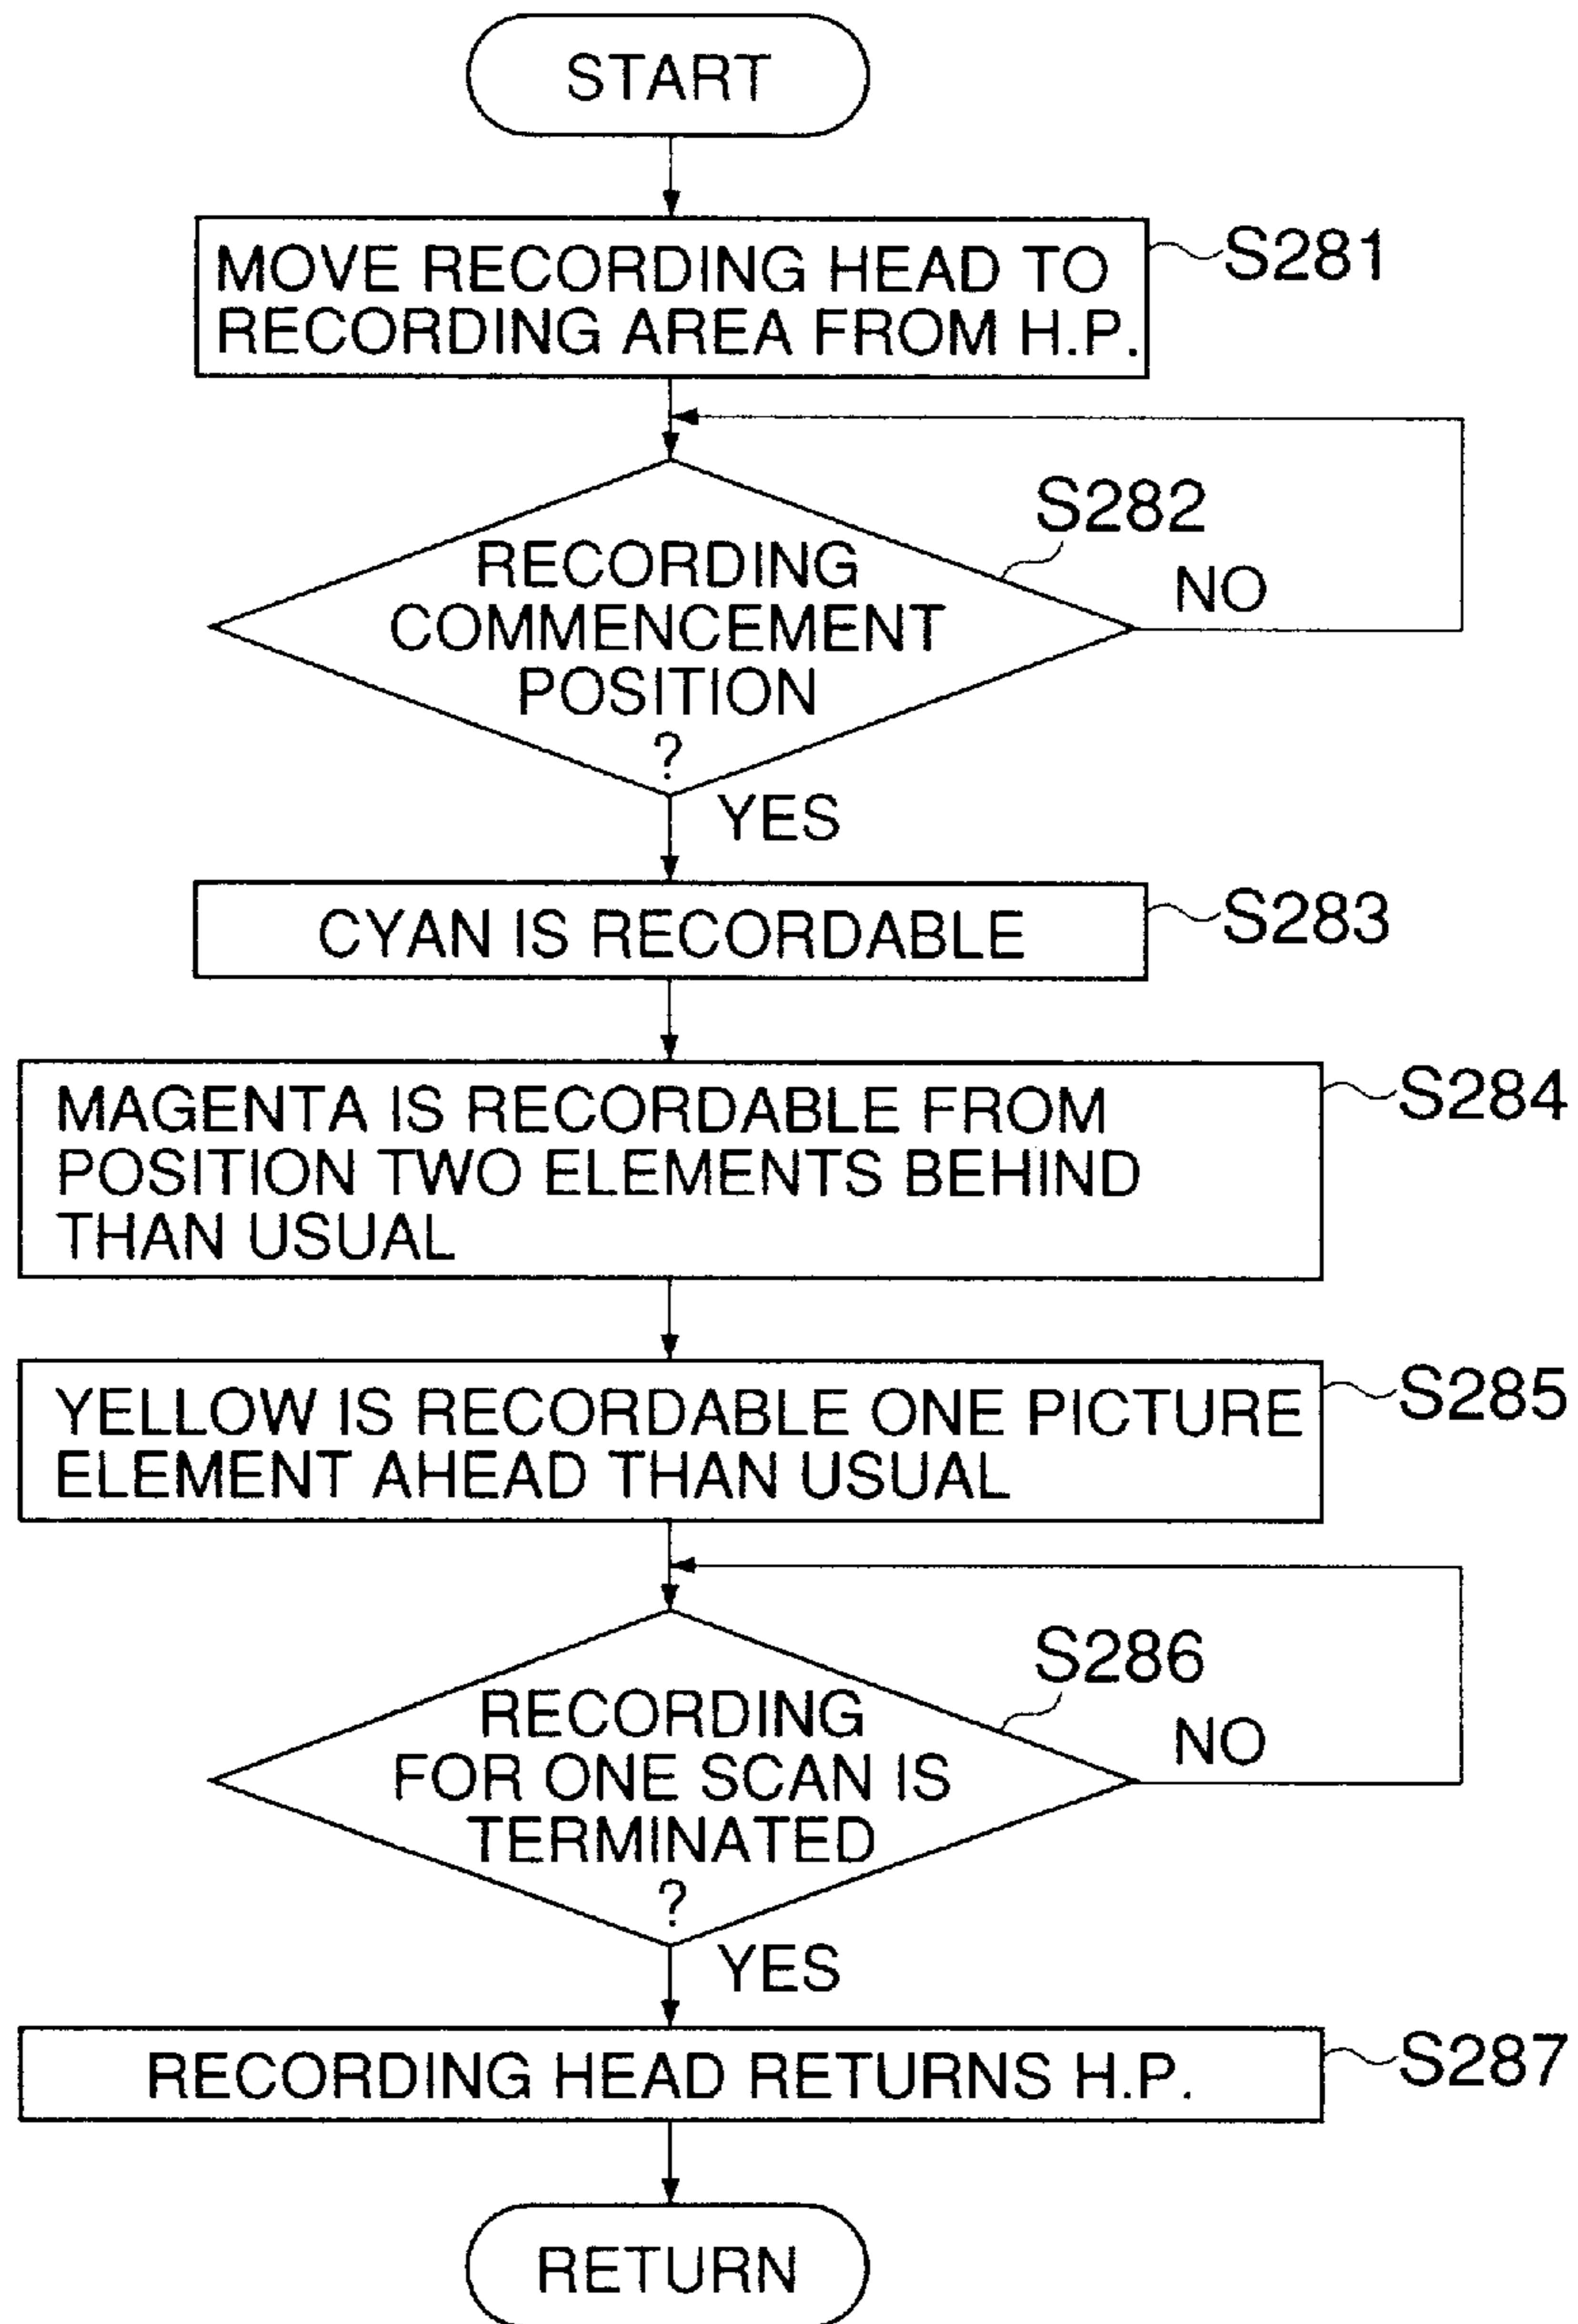 START
MOVE RECORDING HEAD TO
RECORDING AREA FROM H.P.
S281
S282
RECORDING
COMMENCEMENT
POSITION
?
NO
YES
CYAN IS RECORDABLE
S283
MAGENTA IS RECORDABLE FROM
POSITION TWO ELEMENTS BEHIND
THAN USUAL
S284
YELLOW IS RECORDABLE ONE PICTURE
ELEMENT AHEAD THAN USUAL
S285
S286
RECORDING
FOR ONE SCAN IS
TERMINATED
?
NO
YES
RECORDING HEAD RETURNS H.P.
S287
RETURN